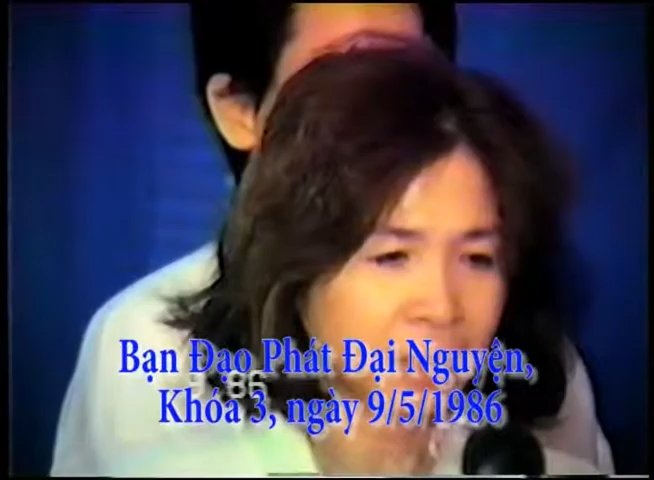 Bạn Đạo Phát Đại Nguyện,
Khóa 3, ngày 9/5/1986